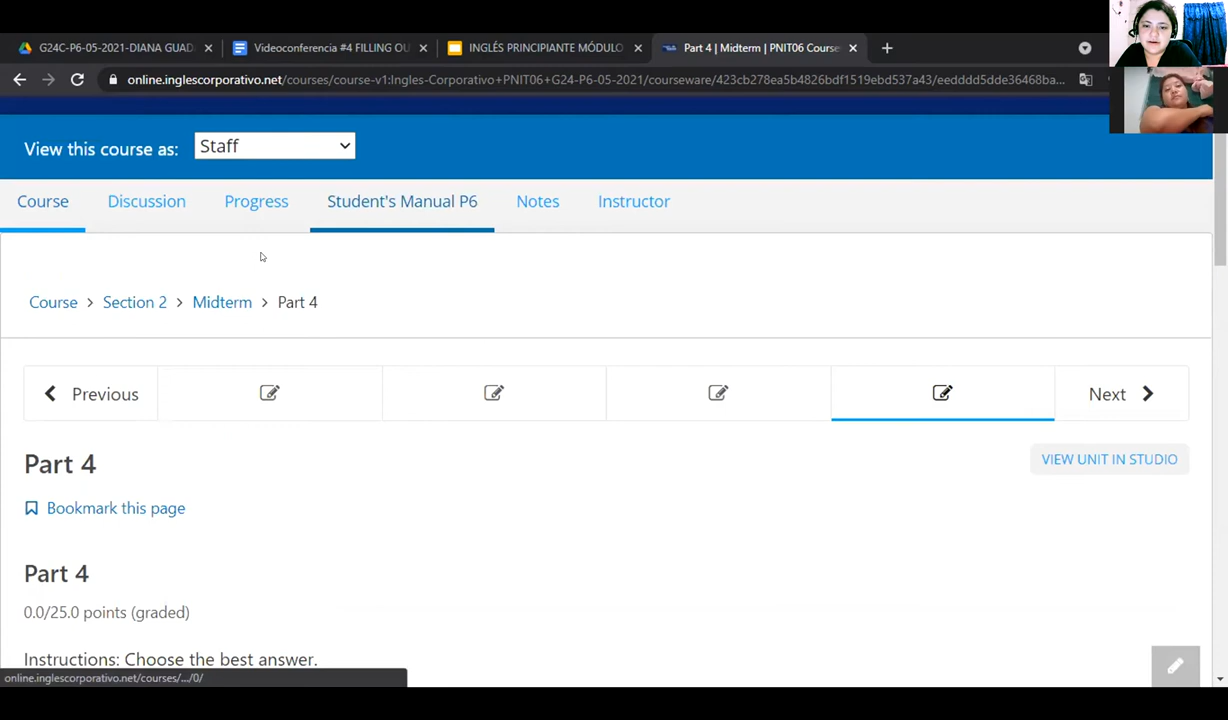 G24C-P6-05-2021-DIANA GUAD
Videoconferencia #4 FILLING OU
INGLÉS PRINCIPIANTE MÓDULO
Part 4 | Midterm | PNIT06 Course
online.inglescorporativo.net/courses/course-v1:Ingles-Corporativo+PNIT06+G24-P6-05-2021/courseware/423cb278ea5b4826bdf1519ebd537a43/eedddd5dde36468ba...
View this course as: Staff
Course Discussion Progress Student's Manual P6 Notes Instructor
Course > Section 2 > Midterm > Part 4
Previous Next
Part 4
VIEW UNIT IN STUDIO
Bookmark this page
Part 4
0.0/25.0 points (graded)
Instructions: Choose the best answer.
online.inglescorporativo.net/courses/.../0/